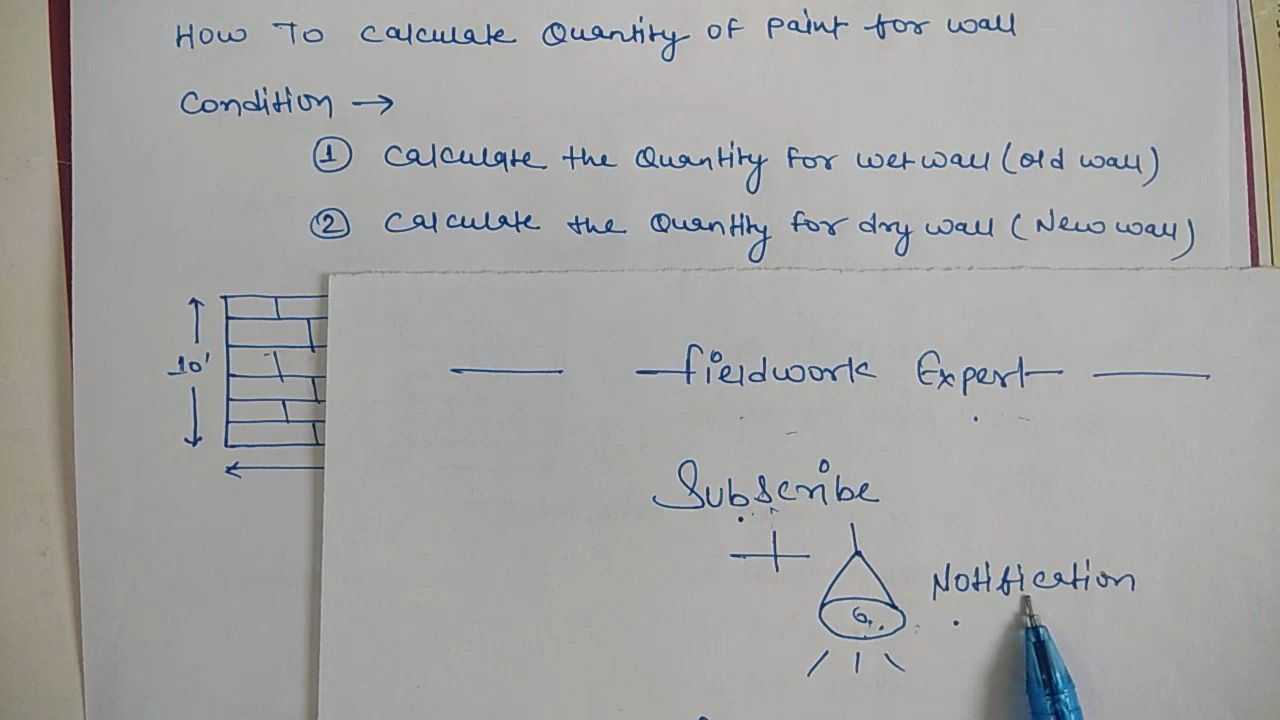 How To calculate Quantity of paint for wall
Condition →
① Calculate the Quantity for wet wall (old wall)
② Calculate the Quantity for dry wall (New wall)
10'
Fieldwork Expert
Subscribe
+
Notification